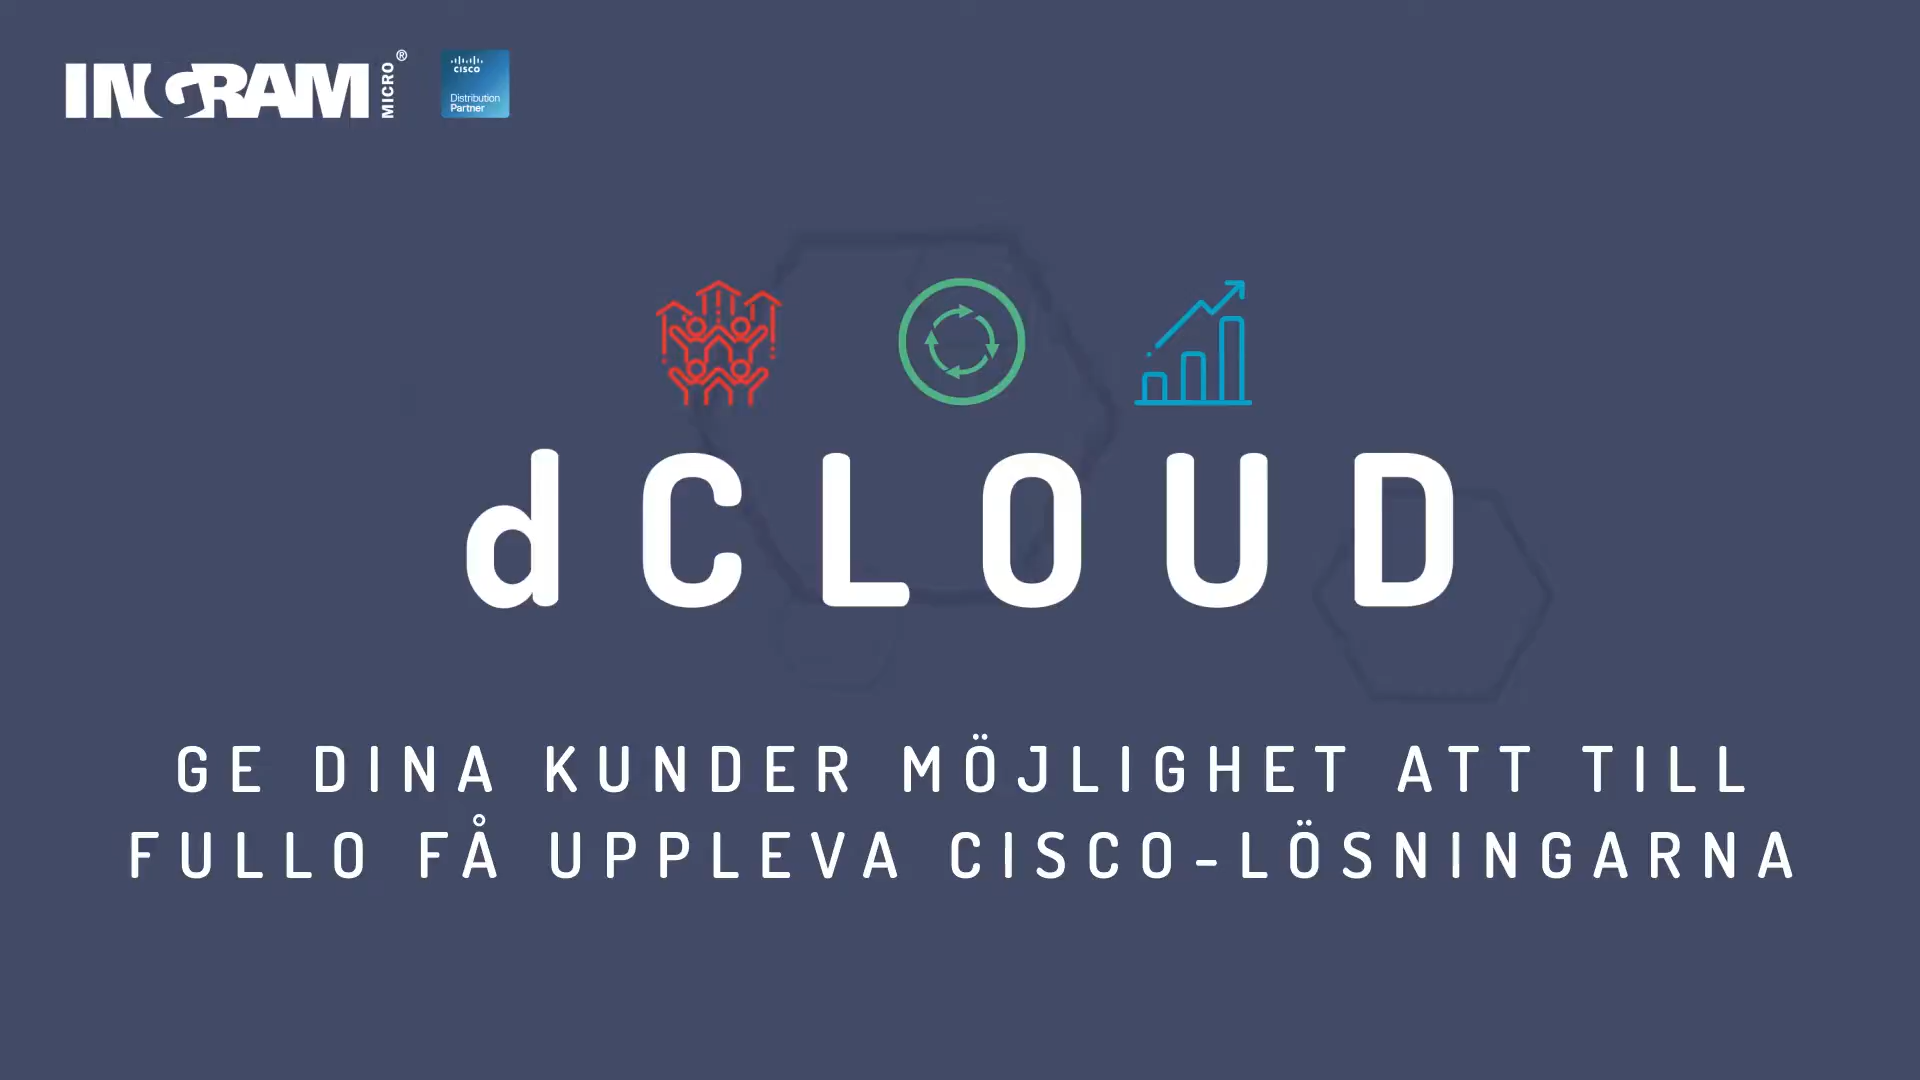 INGRAM MICRO®
CISCO
Distribution
Partner
dCLOUD
GE DINA KUNDER MÖJLIGHET ATT TILL
FULLO FÅ UPPLEVA CISCO-LÖSNINGARNA